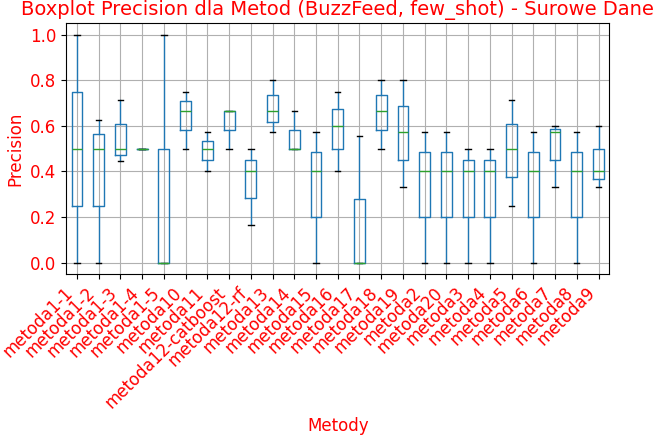 Boxplot Precision dla Metod (BuzzFeed, few_shot) - Surowe Dane
Precision
1.0
0.8
0.6
0.4
0.2
0.0
metoda1-1
metoda1-2
metoda1-3
metoda1-4
metoda1-5
metoda10
metoda11
metoda12-catboost
metoda12-rf
metoda13
metoda14
metoda15
metoda16
metoda17
metoda18
metoda19
metoda2
metoda20
metoda3
metoda4
metoda5
metoda6
metoda7
metoda8
metoda9
Metody